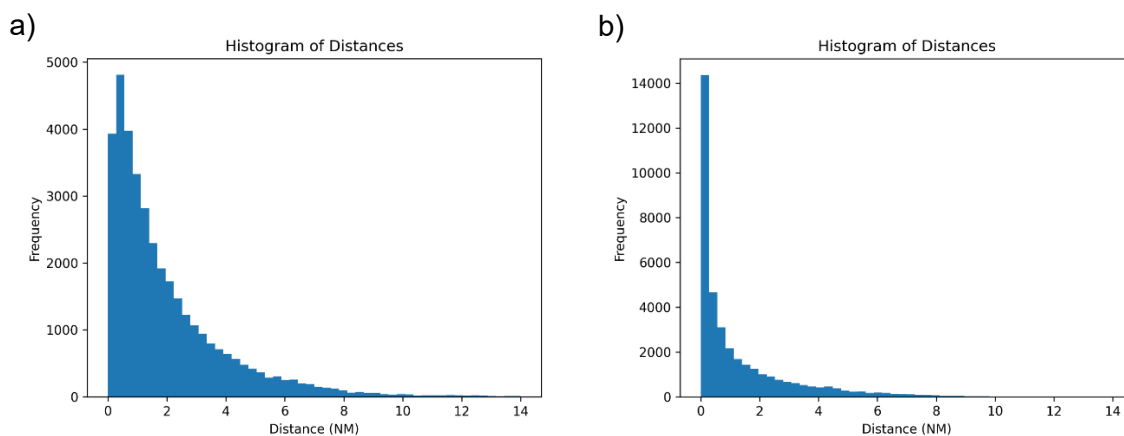 a)
Histogram of Distances
5000
4000
3000
2000
1000
0
Frequency
0 2 4 6 8 10 12 14
Distance (NM)
b)
Histogram of Distances
14000
12000
10000
8000
6000
4000
2000
0
Frequency
0 2 4 6 8 10 12 14
Distance (NM)